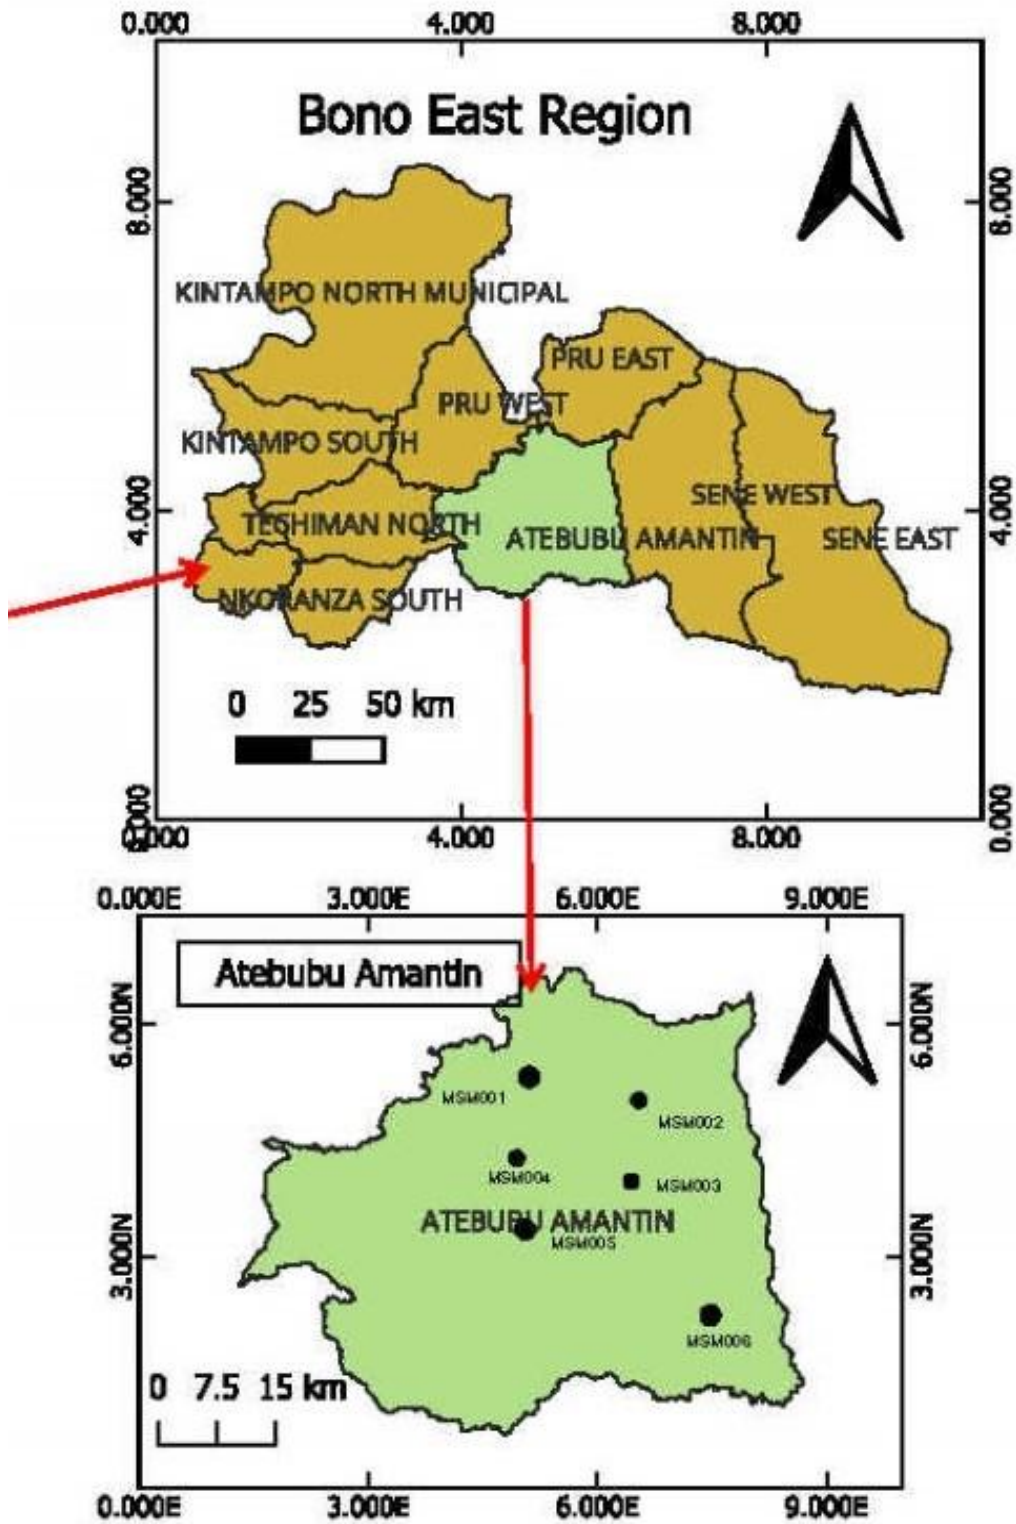 0.000 4.000 8.000
Bono East Region
8.000 8.000
KINTAMPO NORTH MUNICIPAL
PRU EAST
PRU WEST
KINTAMPO SOUTH
SENE WEST
4.000 4.000
TECHIMAN NORTH
ATEBUBU AMANTIN
SENE EAST
NKORANZA SOUTH
0 25 50 km
0.000 0.000
0.000 4.000 8.000
0.000E 3.000E 6.000E 9.000E
Atebubu Amantin
6.000N 6.000N
MSM001
MSM002
MSM004
MSM003
ATEBUBU AMANTIN
MSM005
3.000N 3.000N
MSM006
0 7.5 15 km
0.000E 3.000E 6.000E 9.000E